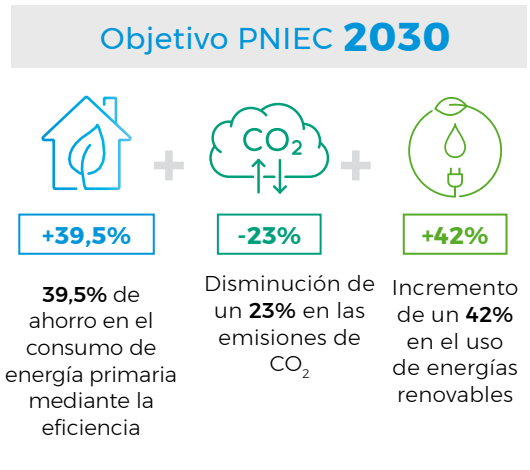 Objetivo PNIEC 2030
CO₂
+39,5%
-23%
+42%
39,5% de
ahorro en el
consumo de
energía primaria
mediante la
eficiencia
Disminución de
un 23% en las
emisiones de
CO₂
Incremento
de un 42%
en el uso
de energías
renovables